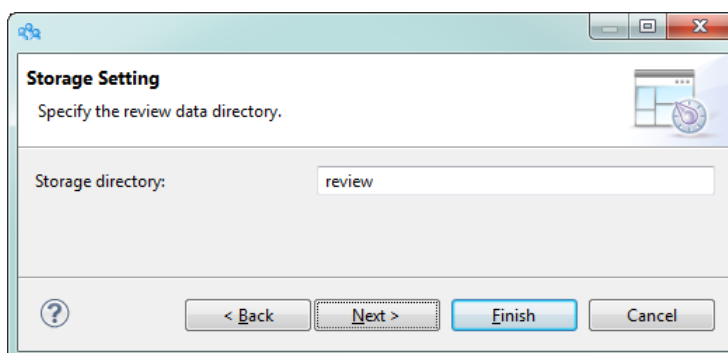 Storage Setting
Specify the review data directory.
Storage directory: review
?
< Back Next > Finish Cancel